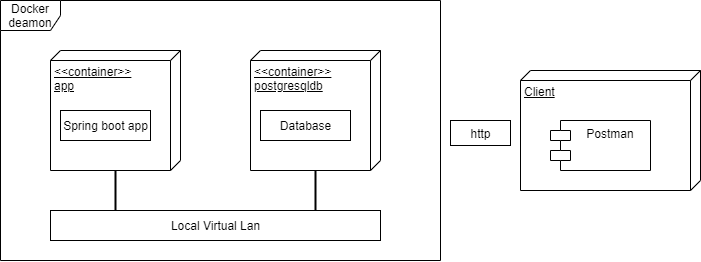 Docker
deamon
<<container>>
app
Spring boot app
<<container>>
postgresqldb
Database
Local Virtual Lan
http
Client
Postman